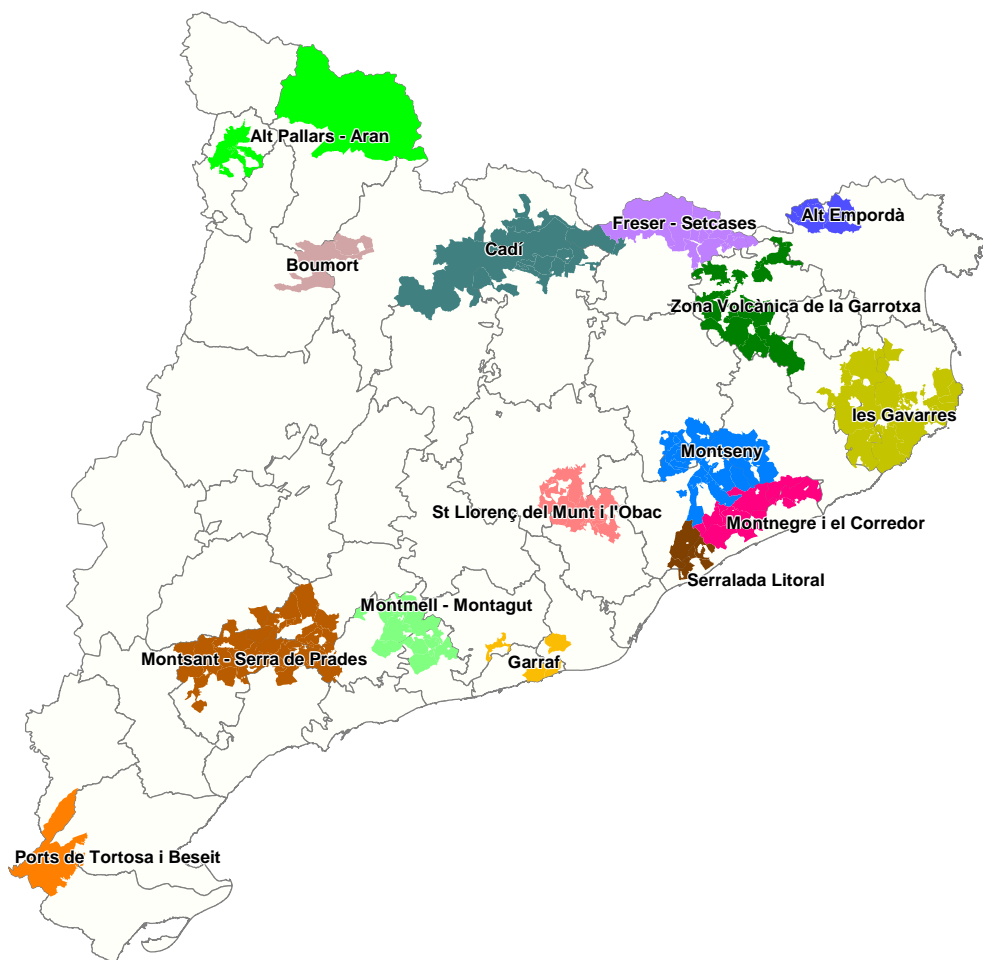 Alt Pallars - Aran
Alt Empordà
Freser - Setcases
Cadí
Boumort
Zona Volcànica de la Garrotxa
les Gavarres
Montseny
St Llorenç del Munt i l'Obac
Montnegre i el Corredor
Serralada Litoral
Montmell - Montagut
Montsant - Serra de Prades
Garraf
Ports de Tortosa i Beseit